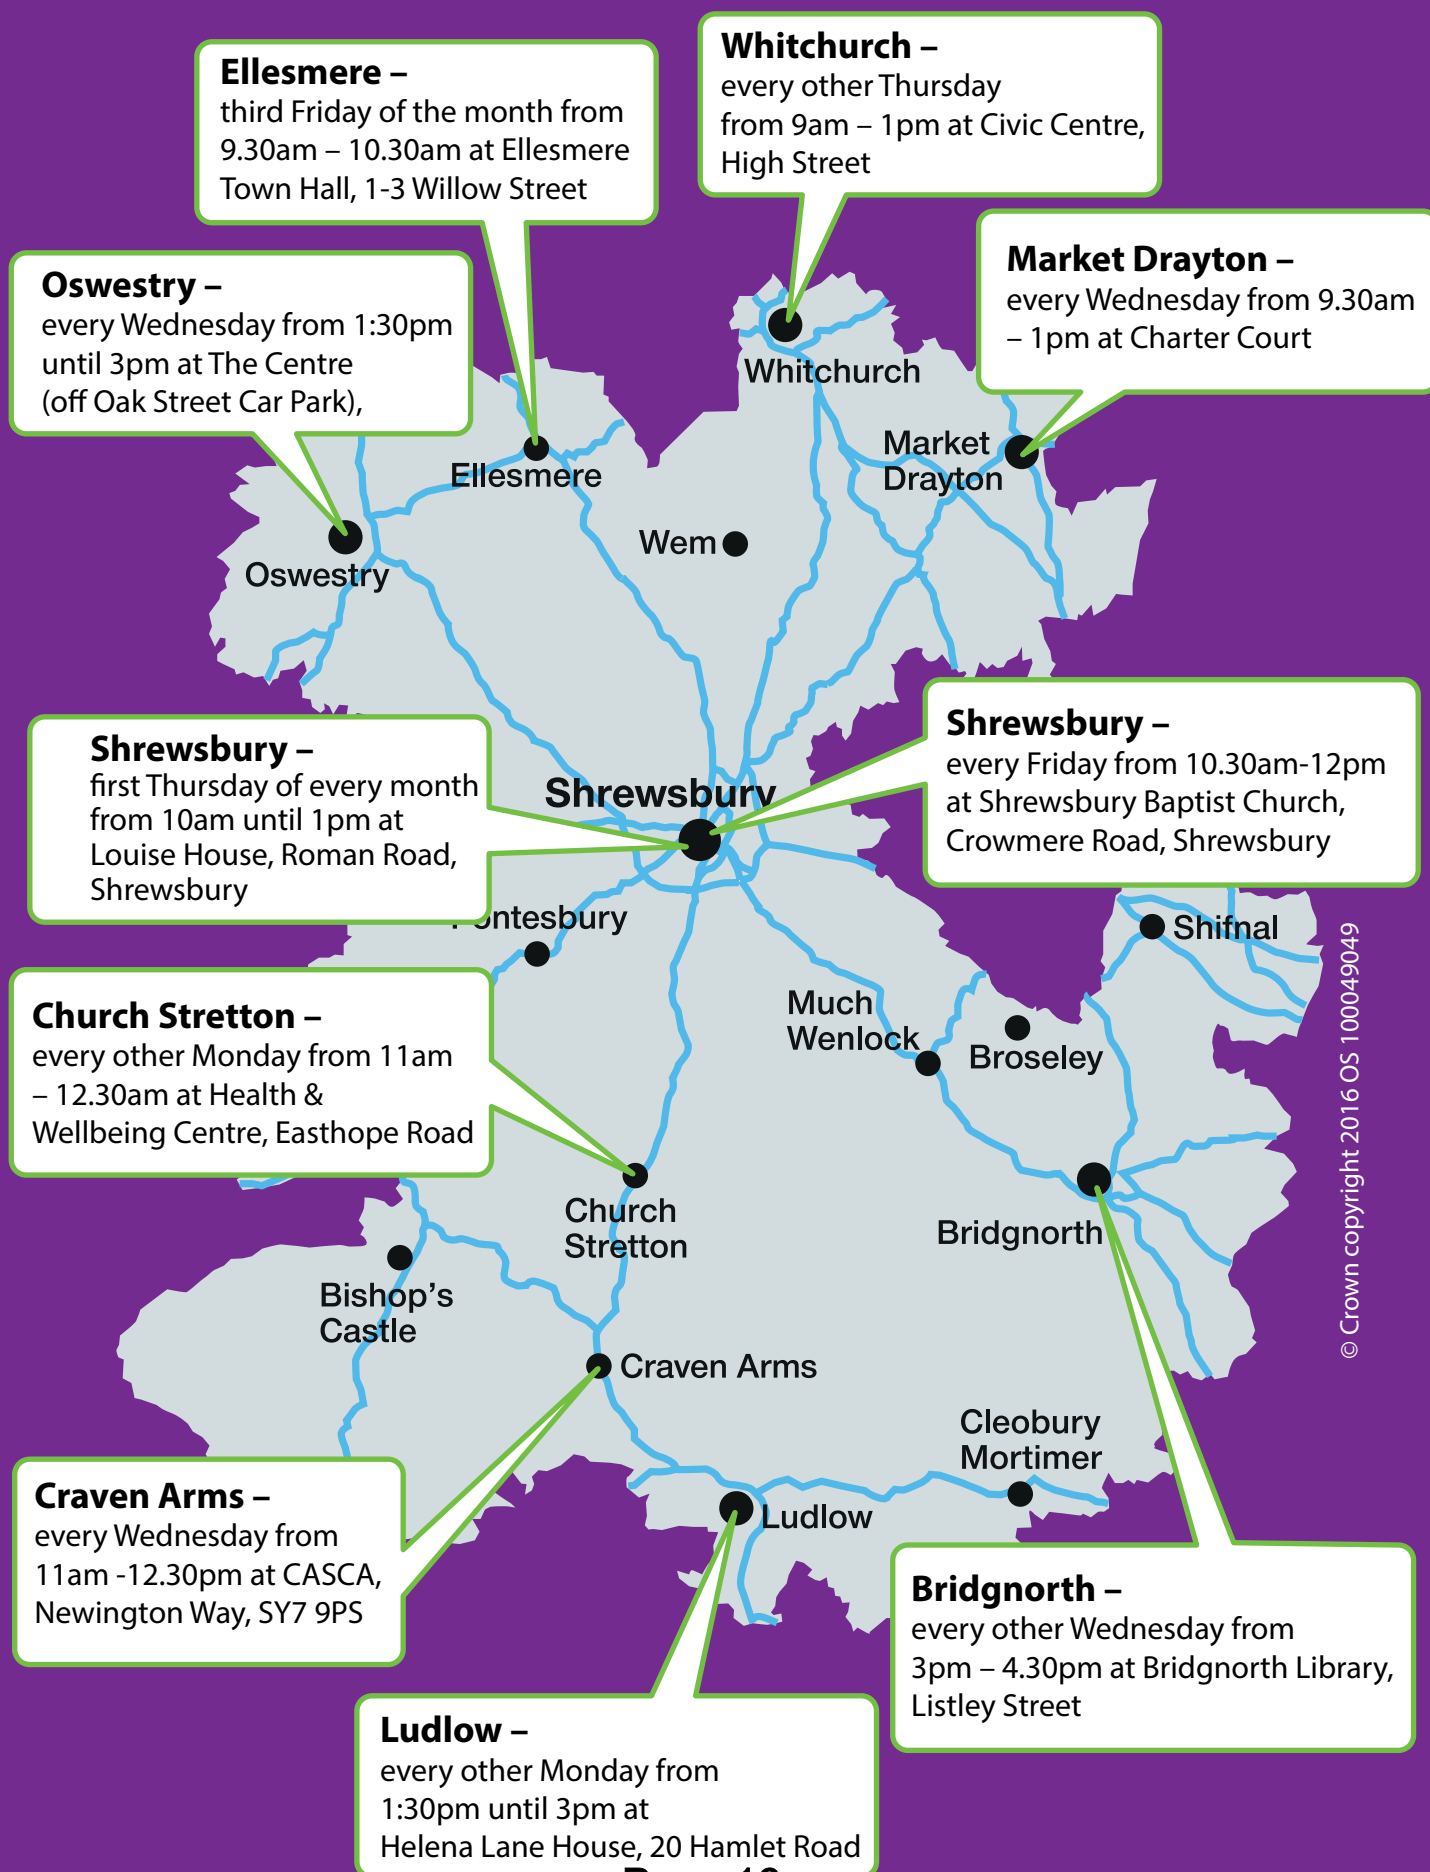 Ellesmere –
third Friday of the month from
9.30am – 10.30am at Ellesmere
Town Hall, 1-3 Willow Street
Whitchurch –
every other Thursday
from 9am – 1pm at Civic Centre,
High Street
Market Drayton –
every Wednesday from 9.30am
– 1pm at Charter Court
Oswestry –
every Wednesday from 1:30pm
until 3pm at The Centre
(off Oak Street Car Park),
Whitchurch
Market
Drayton
Ellesmere
Wem
Oswestry
Shrewsbury –
first Thursday of every month
from 10am until 1pm at
Louise House, Roman Road,
Shrewsbury
Shrewsbury
Shrewsbury –
every Friday from 10.30am-12pm
at Shrewsbury Baptist Church,
Crowmere Road, Shrewsbury
Shifnal
© Crown copyright 2016 OS 100049049
Church Stretton –
every other Monday from 11am
– 12.30am at Health &
Wellbeing Centre, Easthope Road
Much
Wenlock
Broseley
Church
Stretton
Bridgnorth
Bishop's
Castle
Craven Arms
Cleobury
Mortimer
Ludlow
Craven Arms –
every Wednesday from
11am -12.30pm at CASCA,
Newington Way, SY7 9PS
Bridgnorth –
every other Wednesday from
3pm – 4.30pm at Bridgnorth Library,
Listley Street
Ludlow –
every other Monday from
1:30pm until 3pm at
Helena Lane House, 20 Hamlet Road